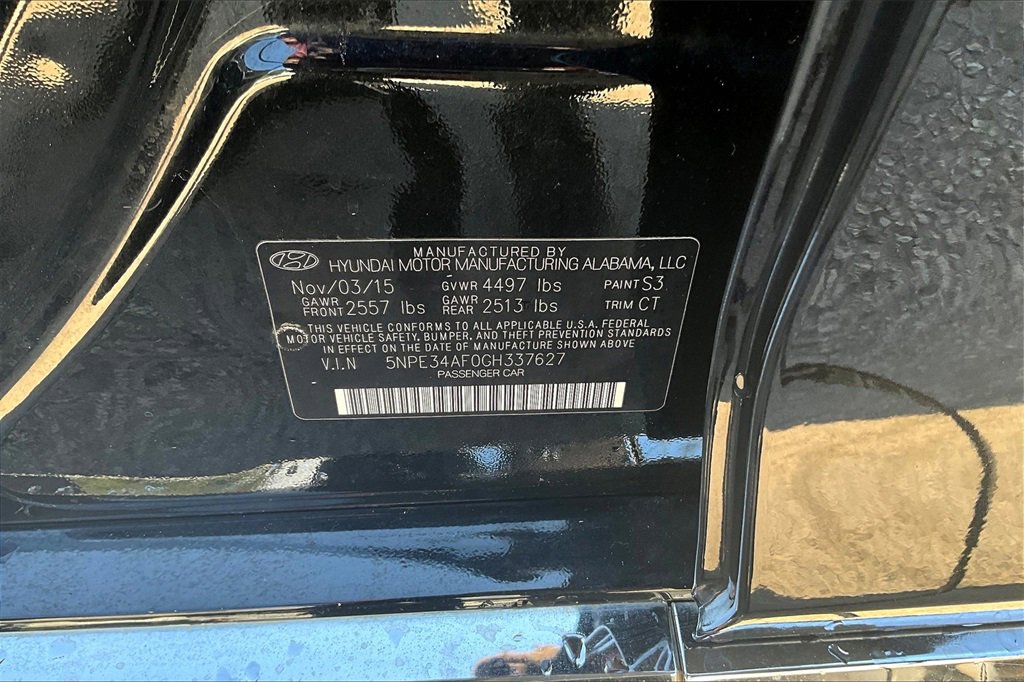 MANUFACTURED BY
HYUNDAI MOTOR MANUFACTURING ALABAMA, LLC
Nov/03/15 GVWR 4497 lbs PAINT S3
GAWR FRONT 2557 lbs GAWR REAR 2513 lbs TRIM CT
THIS VEHICLE CONFORMS TO ALL APPLICABLE U.S.A. FEDERAL
MOTOR VEHICLE SAFETY, BUMPER, AND THEFT PREVENTION STANDARDS
IN EFFECT ON THE DATE OF MANUFACTURE SHOWN ABOVE
V.I.N 5NPE34AF0GH337627
PASSENGER CAR